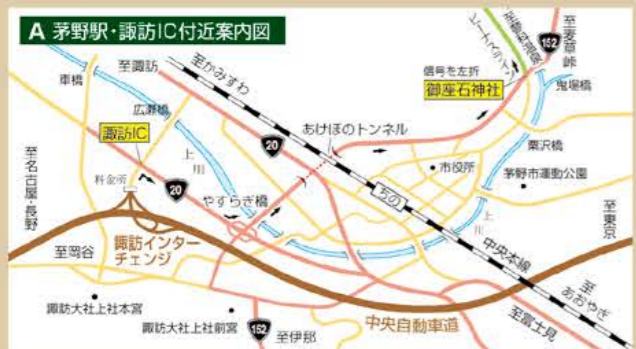 A 茅野駅・諏訪IC付近案内図
至諏訪
至かみすわ
車橋
広瀬橋
諏訪IC
20
上川
あけぼのトンネル
信号を左折
御座石神社
ビーナスライン
152
至麦草峠
鬼場橋
粟沢橋
市役所
茅野市運動公園
至名古屋・長野
料金所
20
やすらぎ橋
ちの
上川
至東京
至岡谷
諏訪インター
チェンジ
中央本線
至あおやぎ
諏訪大社上社本宮
諏訪大社上社前宮
152
至伊那
中央自動車道
至富士見